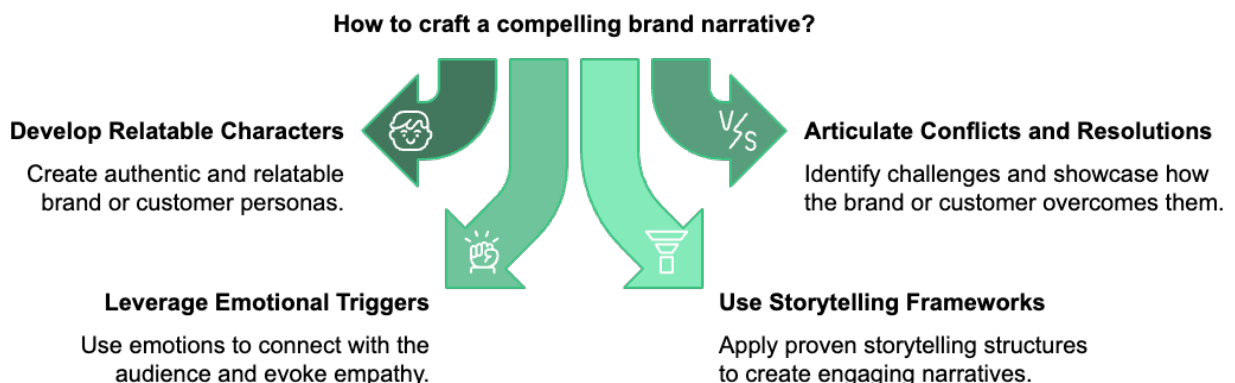 How to craft a compelling brand narrative?
Develop Relatable Characters
Create authentic and relatable
brand or customer personas.
V/S
Articulate Conflicts and Resolutions
Identify challenges and showcase how
the brand or customer overcomes them.
Leverage Emotional Triggers
Use emotions to connect with the
audience and evoke empathy.
Use Storytelling Frameworks
Apply proven storytelling structures
to create engaging narratives.